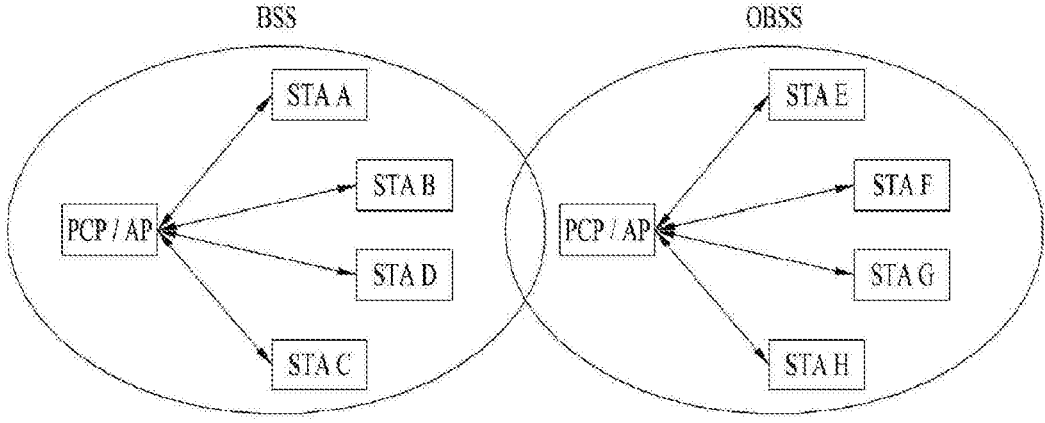 BSS
OBSS
STA A
STA B
PCP / AP
STA D
STA C
STA E
STA F
PCP / AP
STA G
STA H